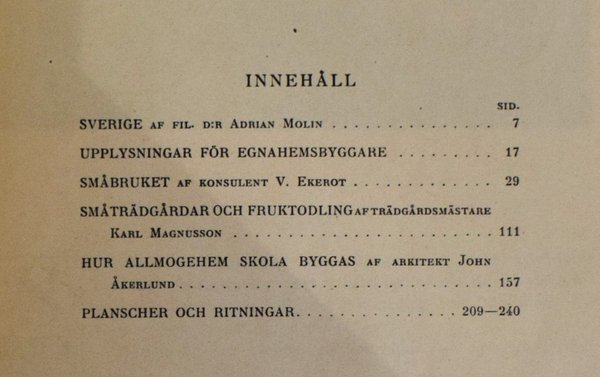 INNEHÅLL
SID.
SVERIGE AF FIL. D:R ADRIAN MOLIN . . . . . . . . . . . . . . . 7
UPPLYSNINGAR FÖR EGNAHEMSBYGGARE . . . . . . . . . 17
SMÅBRUKET AF KONSULENT V. EKEROT . . . . . . . . . . . . . 29
SMÅTRÄDGÅRDAR OCH FRUKTODLING AF TRÄDGÅRDSMÄSTARE
KARL MAGNUSSON . . . . . . . . . . . . . . . . . . . . . . . . 111
HUR ALLMOGEHEM SKOLA BYGGAS AF ARKITEKT JOHN
ÅKERLUND . . . . . . . . . . . . . . . . . . . . . . . . . . . . . 157
PLANSCHER OCH RITNINGAR . . . . . . . . . . . . . . 209—240